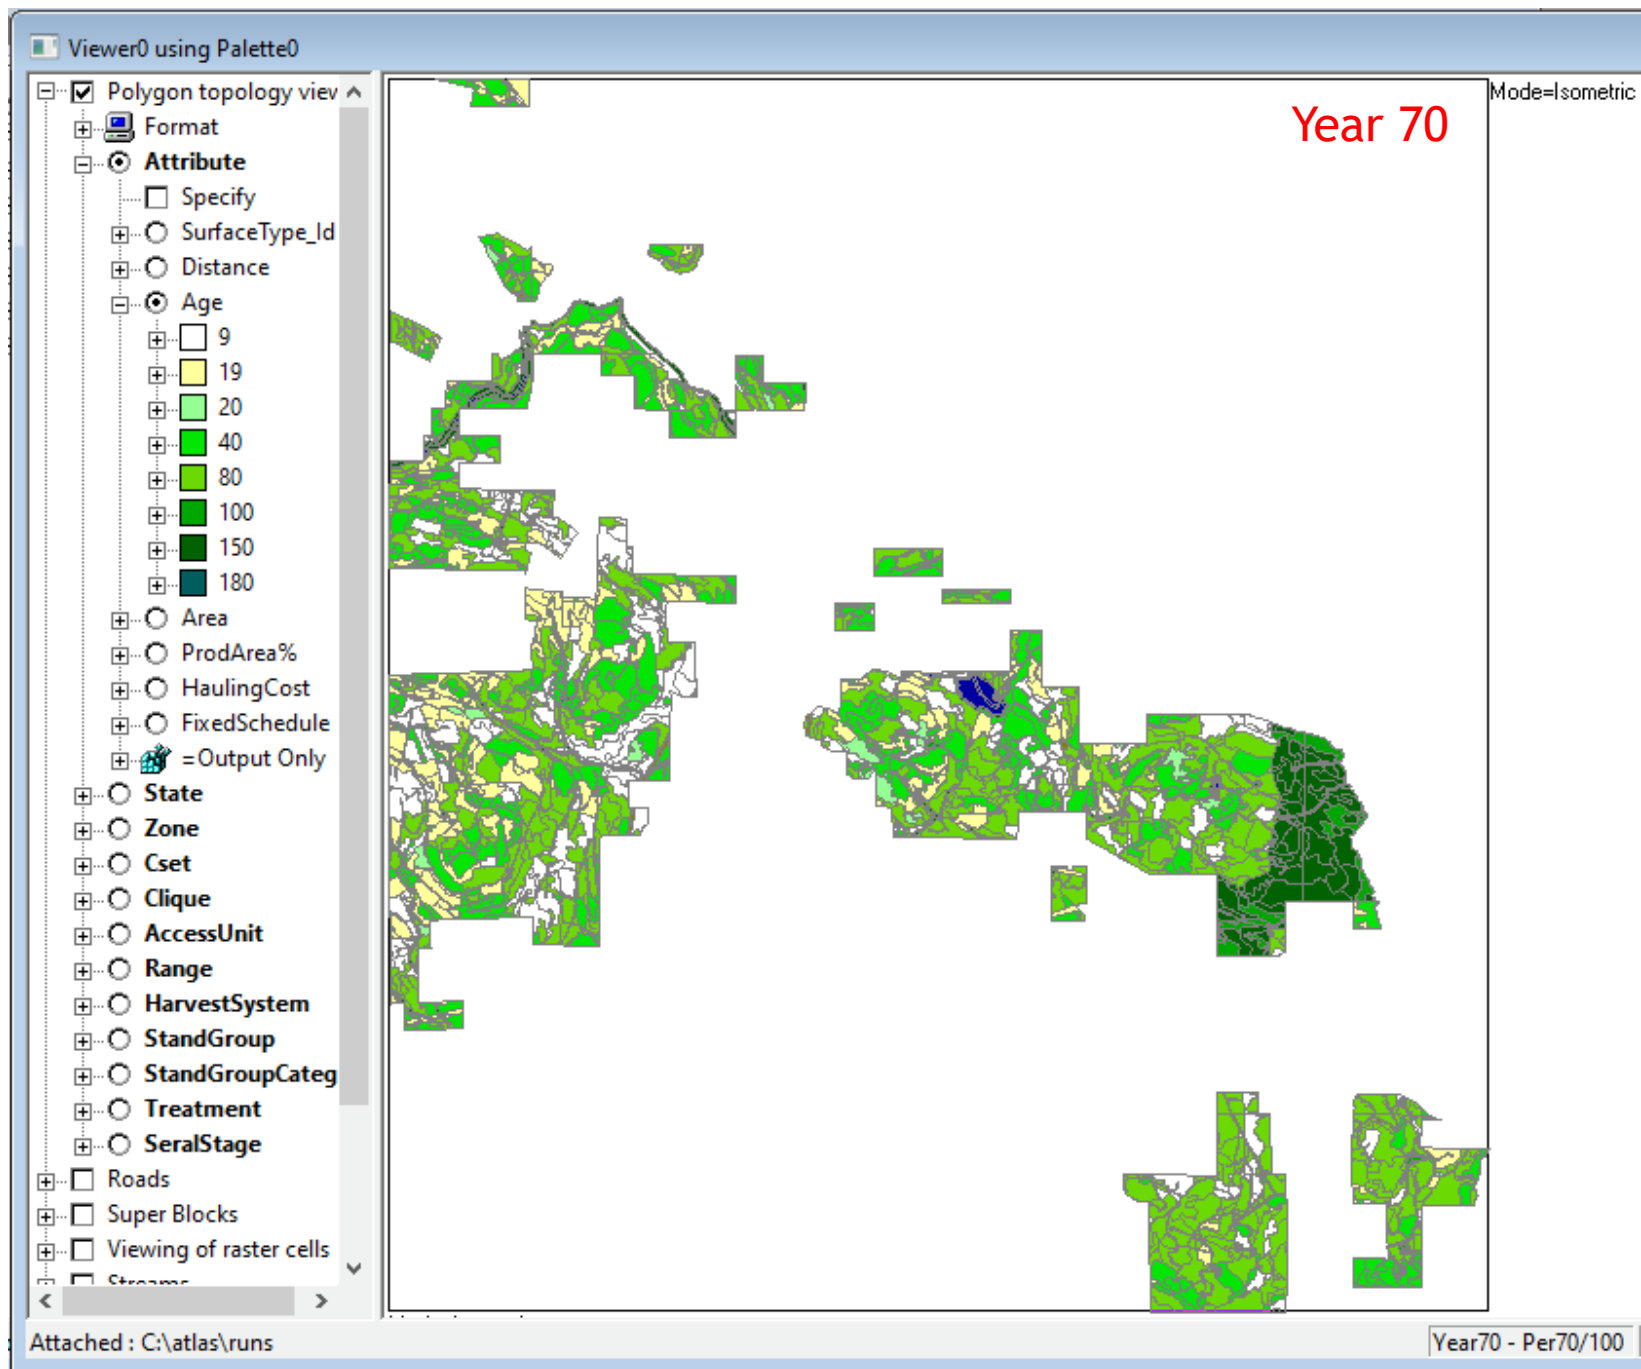 Viewer0 using Palette0
Polygon topology view
Format
Attribute
Specify
SurfaceType_Id
Distance
Age
9
19
20
40
80
100
150
180
Area
ProdArea%
HaulingCost
FixedSchedule
=Output Only
State
Zone
Cset
Clique
AccessUnit
Range
HarvestSystem
StandGroup
StandGroupCateg
Treatment
SeralStage
Roads
Super Blocks
Viewing of raster cells
Streams
Year 70
Mode=Isometric
Attached : C:\atlas\runs
Year70 - Per70/100